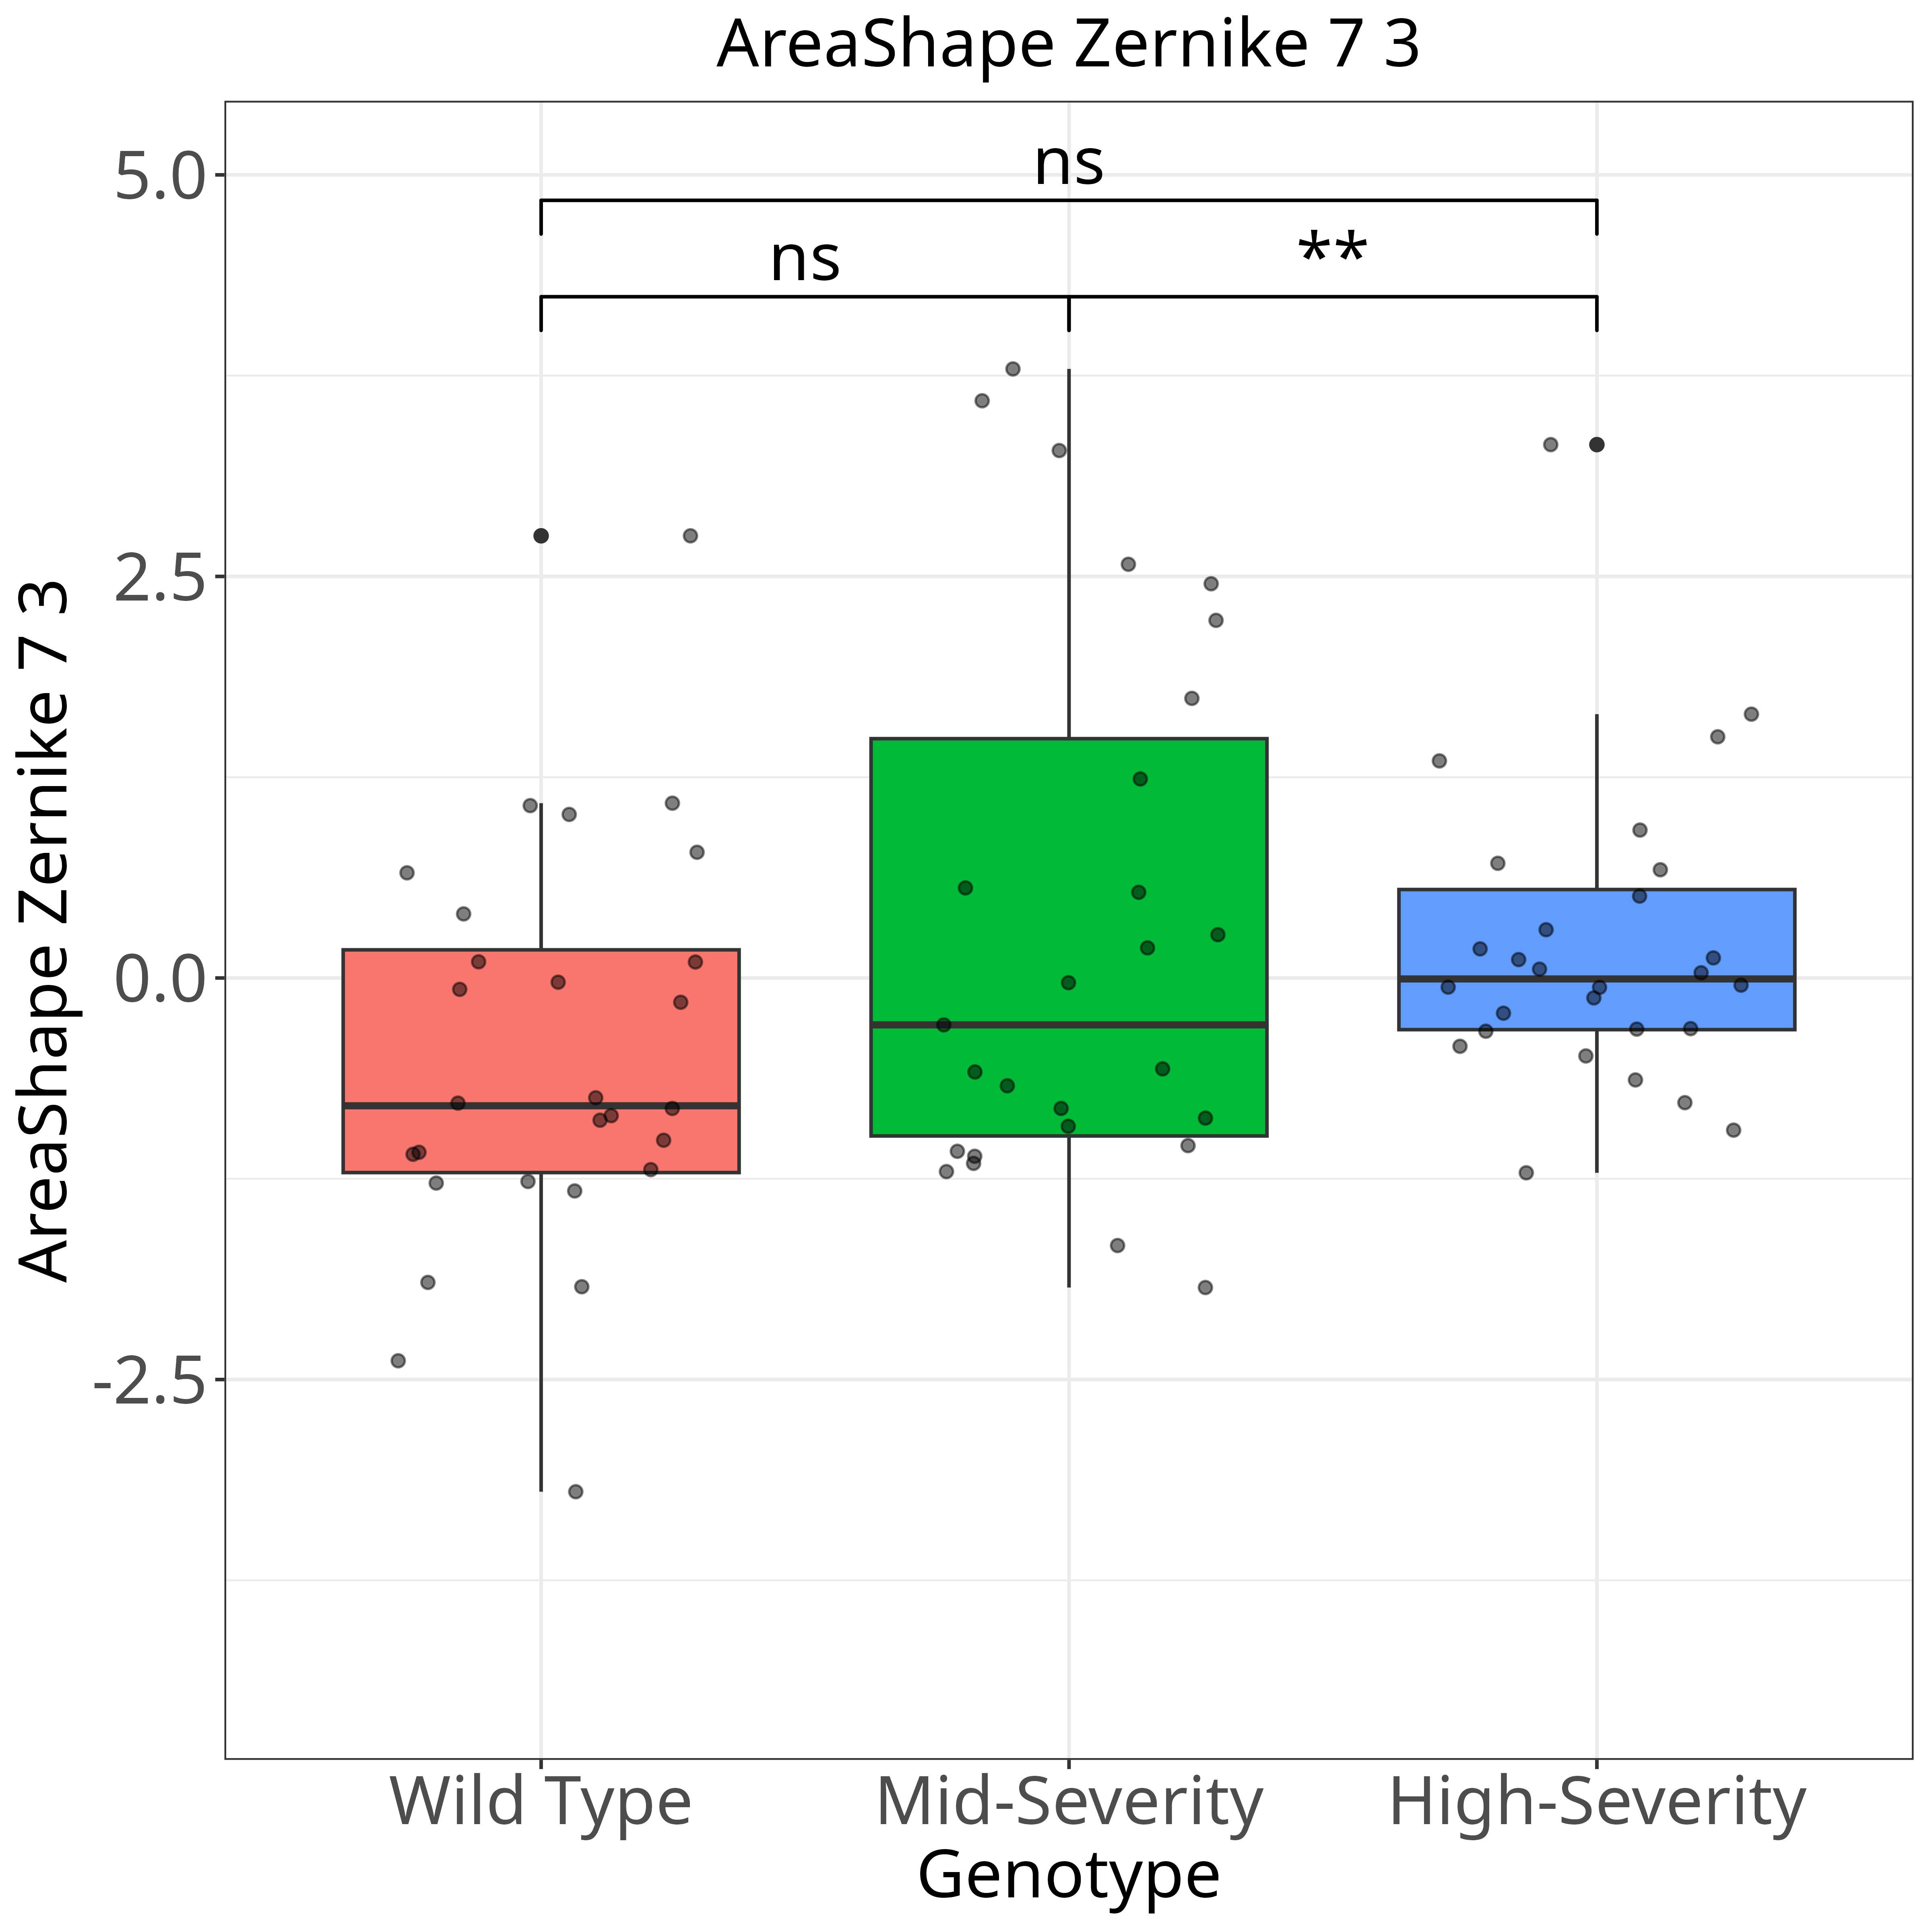 AreaShape Zernike 7 3
ns
ns
**
5.0
2.5
0.0
-2.5
AreaShape Zernike 7 3
Wild Type
Mid-Severity
High-Severity
Genotype